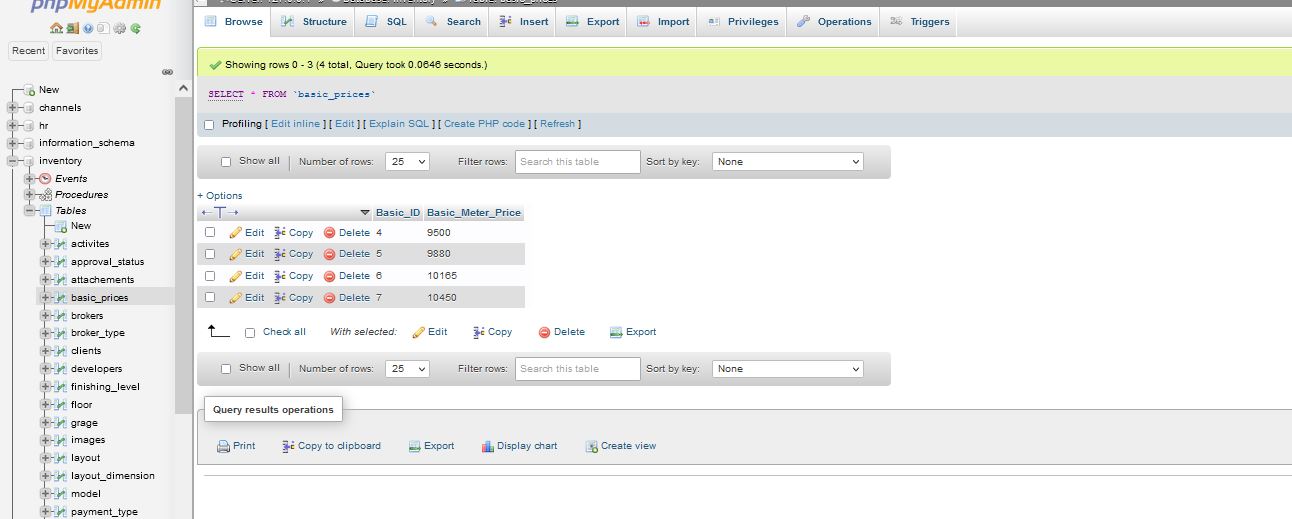 phpMyAdmin
Browse Structure SQL Search Insert Export Import Privileges Operations Triggers
Recent Favorites
Showing rows 0 - 3 (4 total, Query took 0.0646 seconds.)
SELECT * FROM `basic_prices`
Profiling [ Edit inline ] [ Edit ] [ Explain SQL ] [ Create PHP code ] [ Refresh ]
Show all Number of rows: 25 Filter rows: Search this table Sort by key: None
+ Options
Basic_ID Basic_Meter_Price
Edit Copy Delete 4 9500
Edit Copy Delete 5 9880
Edit Copy Delete 6 10165
Edit Copy Delete 7 10450
Check all With selected: Edit Copy Delete Export
Show all Number of rows: 25 Filter rows: Search this table Sort by key: None
Query results operations
Print Copy to clipboard Export Display chart Create view
New
channels
hr
information_schema
inventory
Events
Procedures
Tables
New
activites
approval_status
attachements
basic_prices
brokers
broker_type
clients
developers
finishing_level
floor
grage
images
layout
layout_dimension
model
payment_type